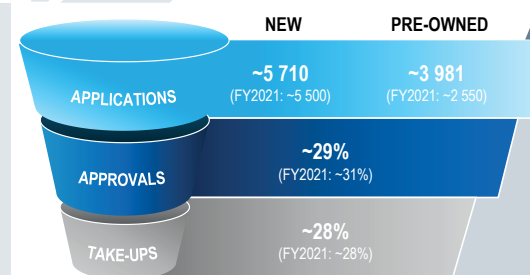 NEW PRE-OWNED
APPLICATIONS ~5 710 ~3 981
(FY2021: ~5 500) (FY2021: ~2 550)
APPROVALS ~29%
(FY2021: ~31%)
TAKE-UPS ~28%
(FY2021: ~28%)